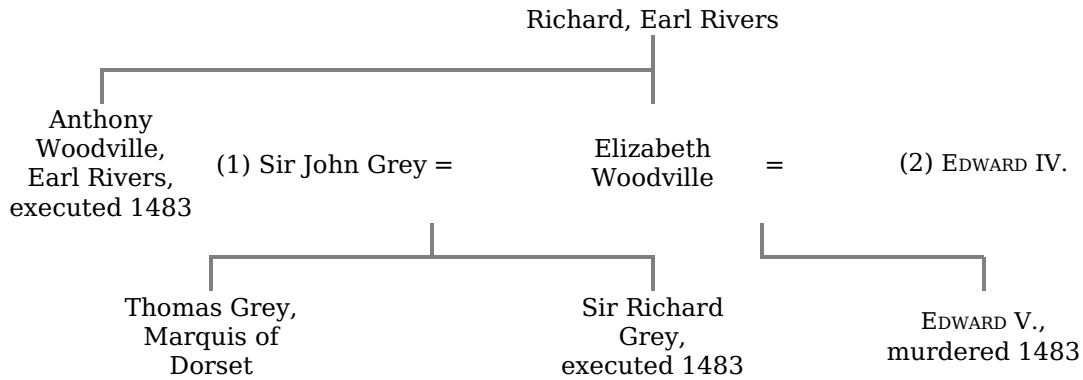 Richard, Earl Rivers
Anthony
Woodville,
Earl Rivers,
executed 1483
(1) Sir John Grey =
Elizabeth
Woodville
=
(2) EDWARD IV.
Thomas Grey,
Marquis of
Dorset
Sir Richard
Grey,
executed 1483
EDWARD V.,
murdered 1483